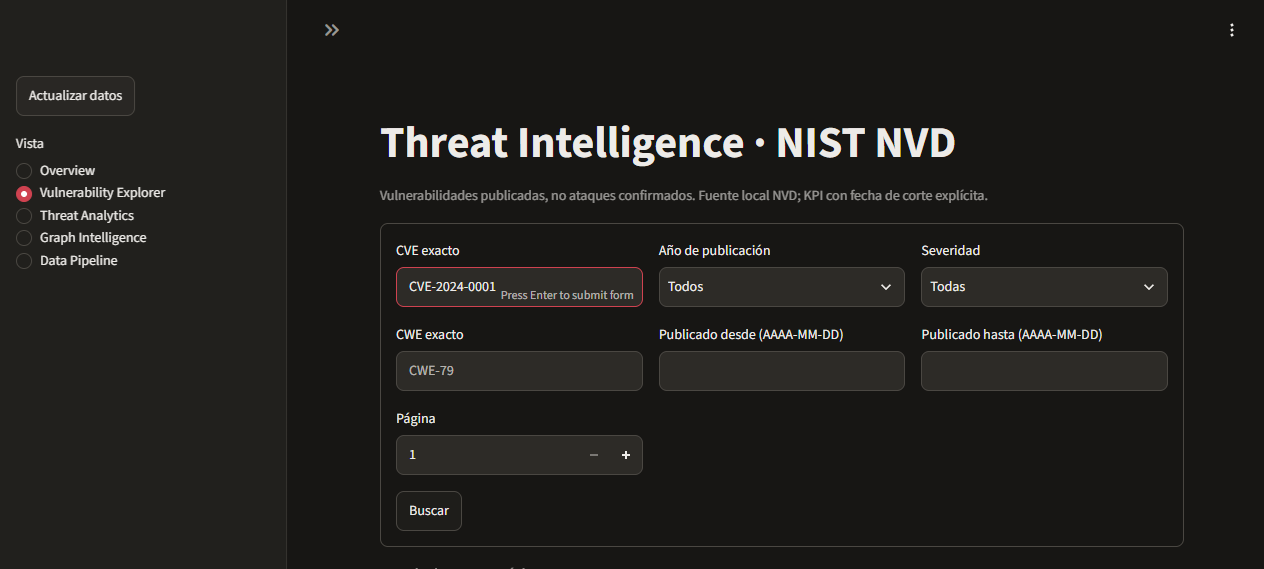 Actualizar datos
Vista
Overview
Vulnerability Explorer
Threat Analytics
Graph Intelligence
Data Pipeline
Threat Intelligence · NIST NVD
Vulnerabilidades publicadas, no ataques confirmados. Fuente local NVD; KPI con fecha de corte explícita.
CVE exacto
Año de publicación
Severidad
CVE-2024-0001
Press Enter to submit form
Todos
Todas
CWE exacto
Publicado desde (AAAA-MM-DD)
Publicado hasta (AAAA-MM-DD)
CWE-79
Página
1
Buscar